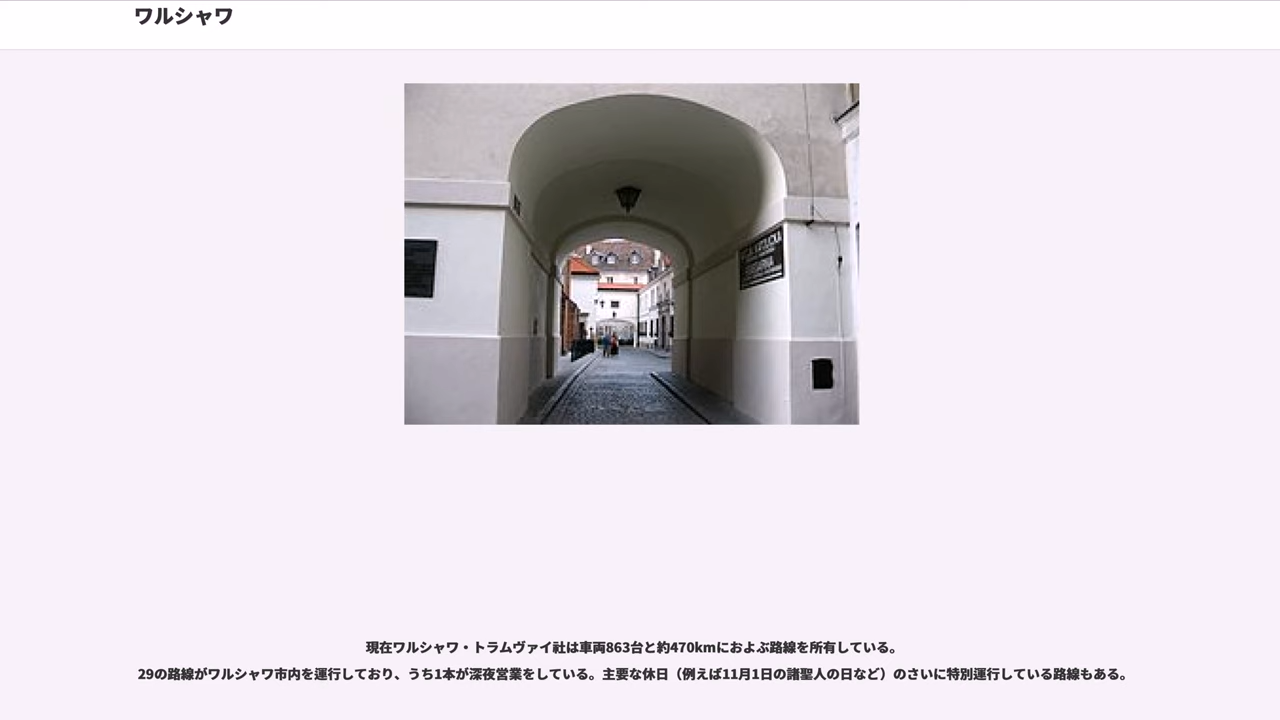 ワルシャワ
現在ワルシャワ・トラムヴァイ社は車両863台と約470kmにおよぶ路線を所有している。
29の路線がワルシャワ市内を運行しており、うち1本が深夜営業をしている。主要な休日（例えば11月1日の諸聖人の日など）のさいに特別運行している路線もある。